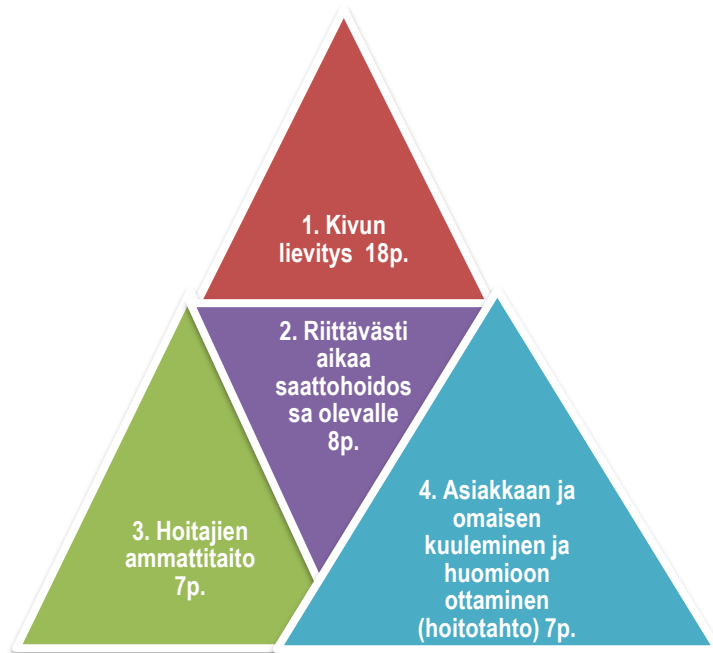 1. Kivun
lievitys 18p.
2. Riittävästi
aikaa
saattohoidos
sa olevalle
8p.
3. Hoitajien
ammattitaito
7p.
4. Asiakkaan ja
omaisen
kuuleminen ja
huomioon
ottaminen
(hoitotahto) 7p.